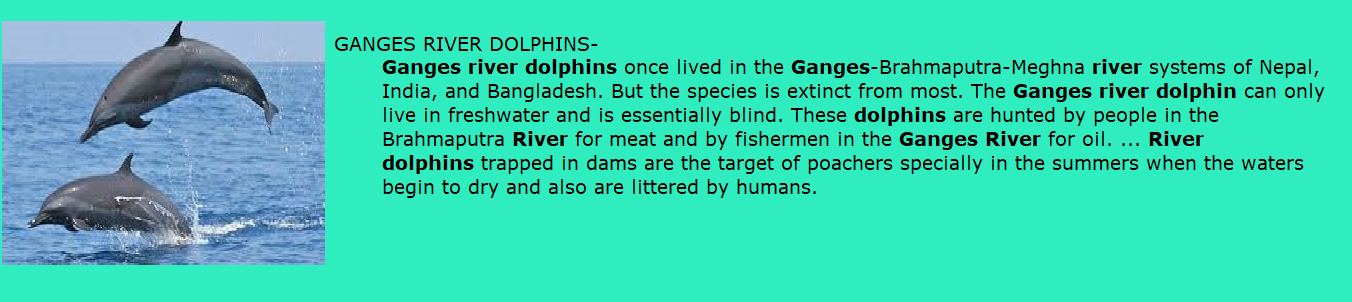 GANGES RIVER DOLPHINS-
Ganges river dolphins once lived in the Ganges-Brahmaputra-Meghna river systems of Nepal,
India, and Bangladesh. But the species is extinct from most. The Ganges river dolphin can only
live in freshwater and is essentially blind. These dolphins are hunted by people in the
Brahmaputra River for meat and by fishermen in the Ganges River for oil. ... River
dolphins trapped in dams are the target of poachers specially in the summers when the waters
begin to dry and also are littered by humans.